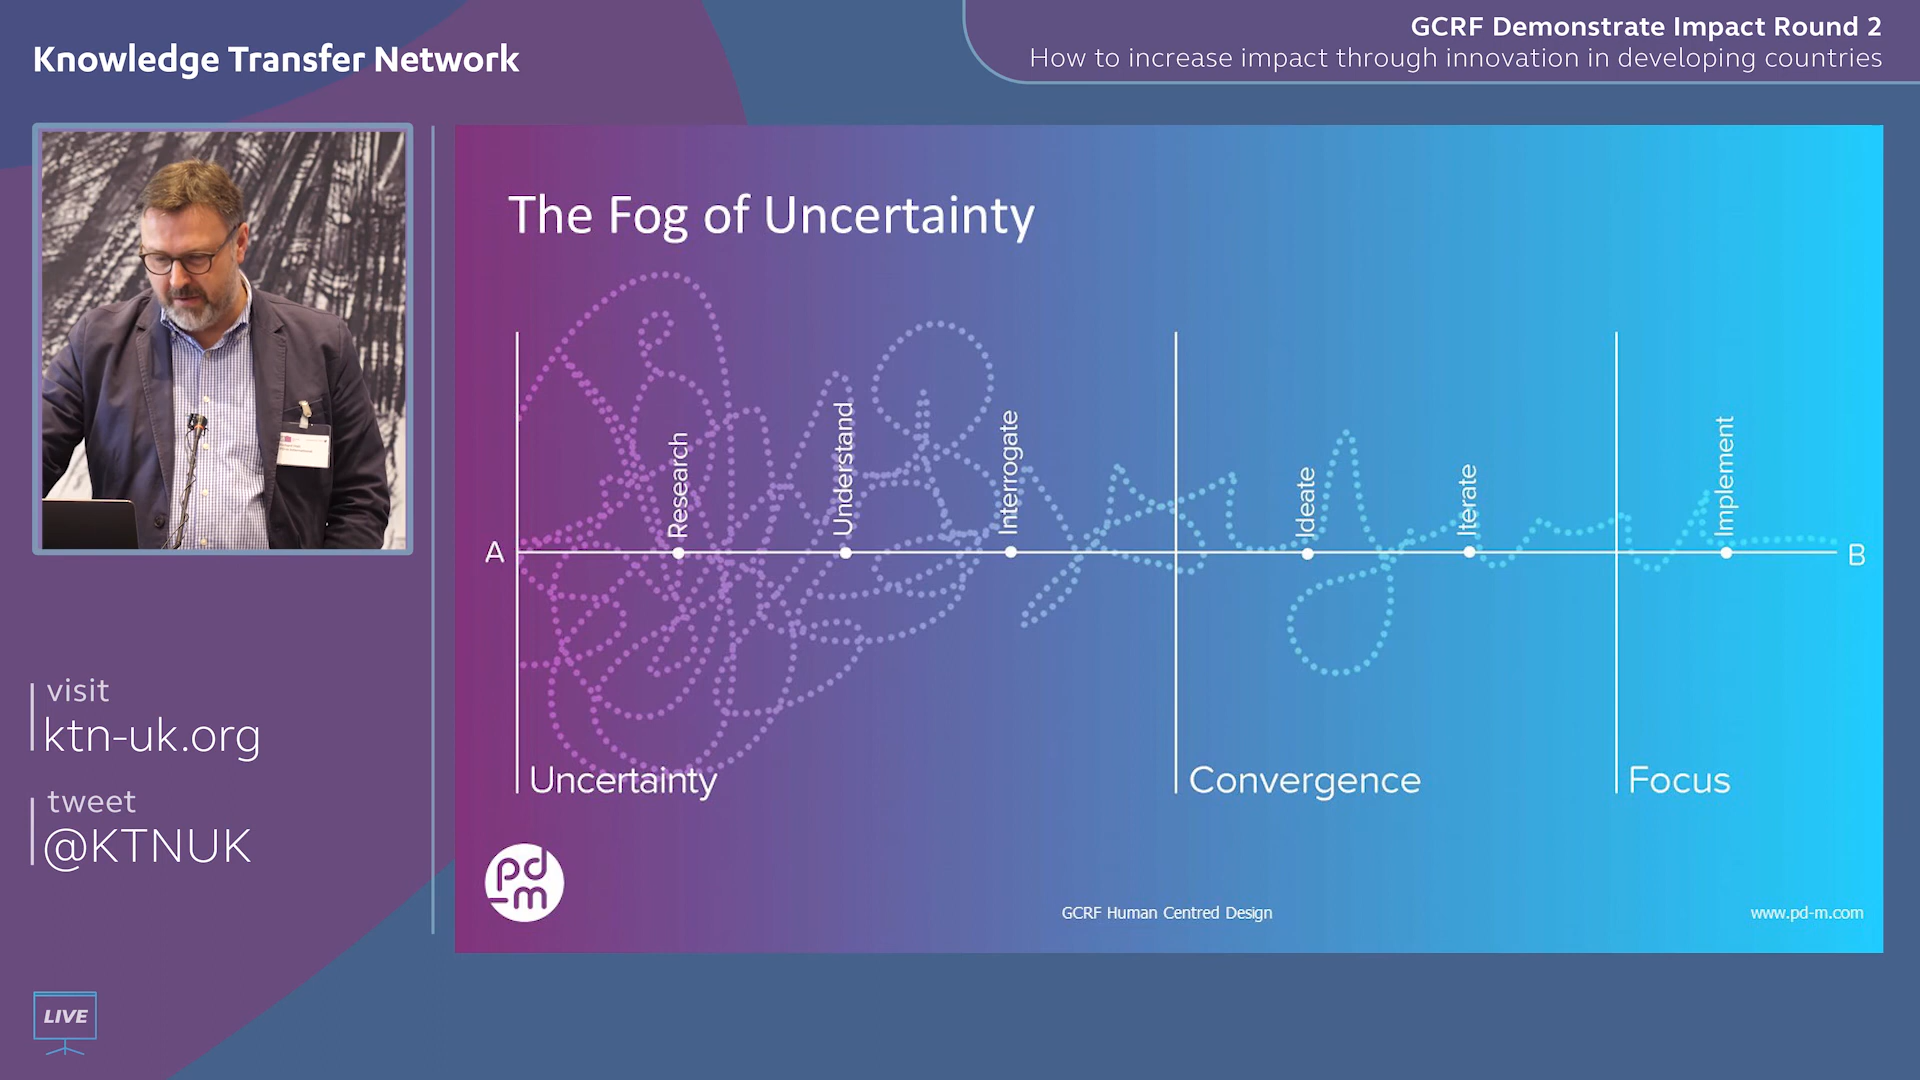 Knowledge Transfer Network
GCRF Demonstrate Impact Round 2
How to increase impact through innovation in developing countries
The Fog of Uncertainty
A
Research
Understand
Interrogate
Ideate
Iterate
Implement
B
Uncertainty
Convergence
Focus
pd
-m
GCRF Human Centred Design
www.pd-m.com
visit
ktn-uk.org
tweet
@KTNUK
LIVE